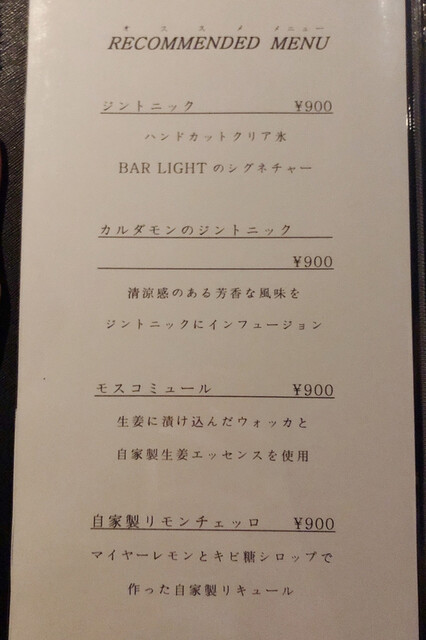 オススメメニュー
RECOMMENDED MENU
ジントニック ¥900
ハンドカットクリア氷
BAR LIGHT のシグネチャー
カルダモンのジントニック
¥900
清涼感のある芳香な風味を
ジントニックにインフュージョン
モスコミュール ¥900
生姜に漬け込んだウォッカと
自家製生姜エッセンスを使用
自家製リモンチェッロ ¥900
マイヤーレモンとキビ糖シロップで
作った自家製リキュール